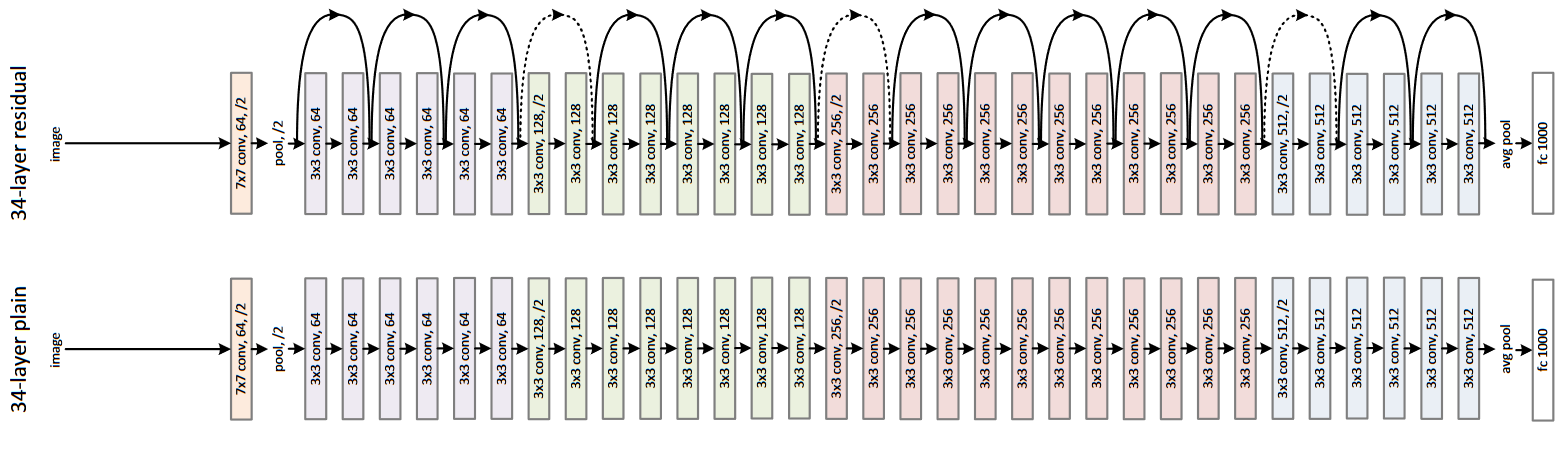 34-layer residual
image
7x7 conv, 64, /2
pool, /2
3x3 conv, 64
3x3 conv, 64
3x3 conv, 64
3x3 conv, 64
3x3 conv, 64
3x3 conv, 64
3x3 conv, 128, /2
3x3 conv, 128
3x3 conv, 128
3x3 conv, 128
3x3 conv, 128
3x3 conv, 128
3x3 conv, 128
3x3 conv, 128
3x3 conv, 256, /2
3x3 conv, 256
3x3 conv, 256
3x3 conv, 256
3x3 conv, 256
3x3 conv, 256
3x3 conv, 256
3x3 conv, 256
3x3 conv, 256
3x3 conv, 256
3x3 conv, 256
3x3 conv, 256
3x3 conv, 512, /2
3x3 conv, 512
3x3 conv, 512
3x3 conv, 512
3x3 conv, 512
3x3 conv, 512
avg pool
fc 1000
34-layer plain
image
7x7 conv, 64, /2
pool, /2
3x3 conv, 64
3x3 conv, 64
3x3 conv, 64
3x3 conv, 64
3x3 conv, 64
3x3 conv, 64
3x3 conv, 128, /2
3x3 conv, 128
3x3 conv, 128
3x3 conv, 128
3x3 conv, 128
3x3 conv, 128
3x3 conv, 128
3x3 conv, 128
3x3 conv, 256, /2
3x3 conv, 256
3x3 conv, 256
3x3 conv, 256
3x3 conv, 256
3x3 conv, 256
3x3 conv, 256
3x3 conv, 256
3x3 conv, 256
3x3 conv, 256
3x3 conv, 256
3x3 conv, 256
3x3 conv, 512, /2
3x3 conv, 512
3x3 conv, 512
3x3 conv, 512
3x3 conv, 512
3x3 conv, 512
avg pool
fc 1000